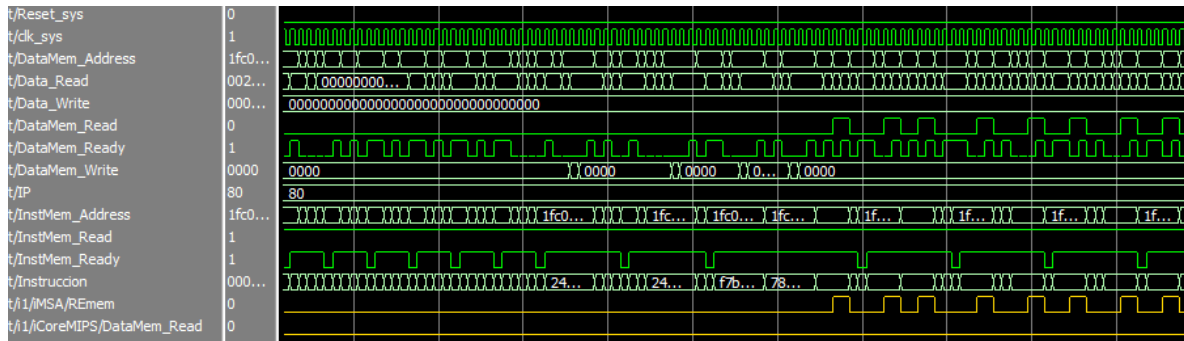 t/Reset_sys 0
t/clk_sys 1
t/DataMem_Address 1fc0...
t/Data_Read 002... 00000000...
t/Data_Write 000... 00000000000000000000000000000000
t/DataMem_Read 0
t/DataMem_Ready 1
t/DataMem_Write 0000 0000 0000 0000 0... 0000
t/IP 80 80
t/InstMem_Address 1fc0... 1fc0... 1fc... 1fc0... 1fc... 1f... 1f... 1f... 1f...
t/InstMem_Read 1
t/InstMem_Ready 1
t/Instruccion 000... 24... 24... f7b... 78...
t/i1/iMSA/REmem 0
t/i1/iCoreMIPS/DataMem_Read 0